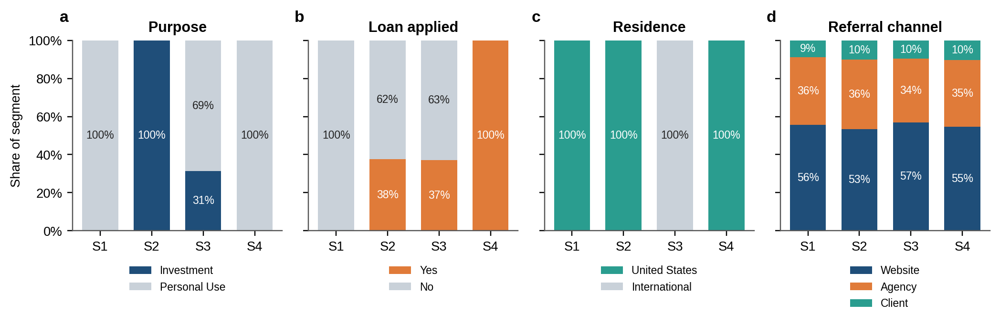 a
Purpose
Share of segment
100%
80%
60%
40%
20%
0%
100%
100%
69%
31%
100%
S1 S2 S3 S4
Investment
Personal Use
b
Loan applied
100%
62%
38%
63%
37%
100%
S1 S2 S3 S4
Yes
No
c
Residence
100%
100%
100%
100%
S1 S2 S3 S4
United States
International
d
Referral channel
9%
36%
56%
10%
36%
53%
10%
34%
57%
10%
35%
55%
S1 S2 S3 S4
Website
Agency
Client